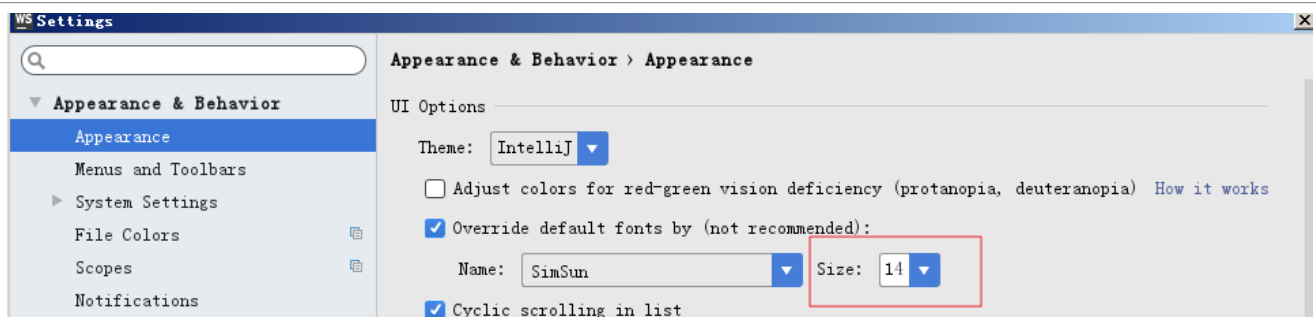 WS Settings
Appearance & Behavior
Appearance
Menus and Toolbars
System Settings
File Colors
Scopes
Notifications
Appearance & Behavior › Appearance
UI Options
Theme: IntelliJ
Adjust colors for red-green vision deficiency (protanopia, deuteranopia) How it works
Override default fonts by (not recommended):
Name: SimSun Size: 14
Cyclic scrolling in list